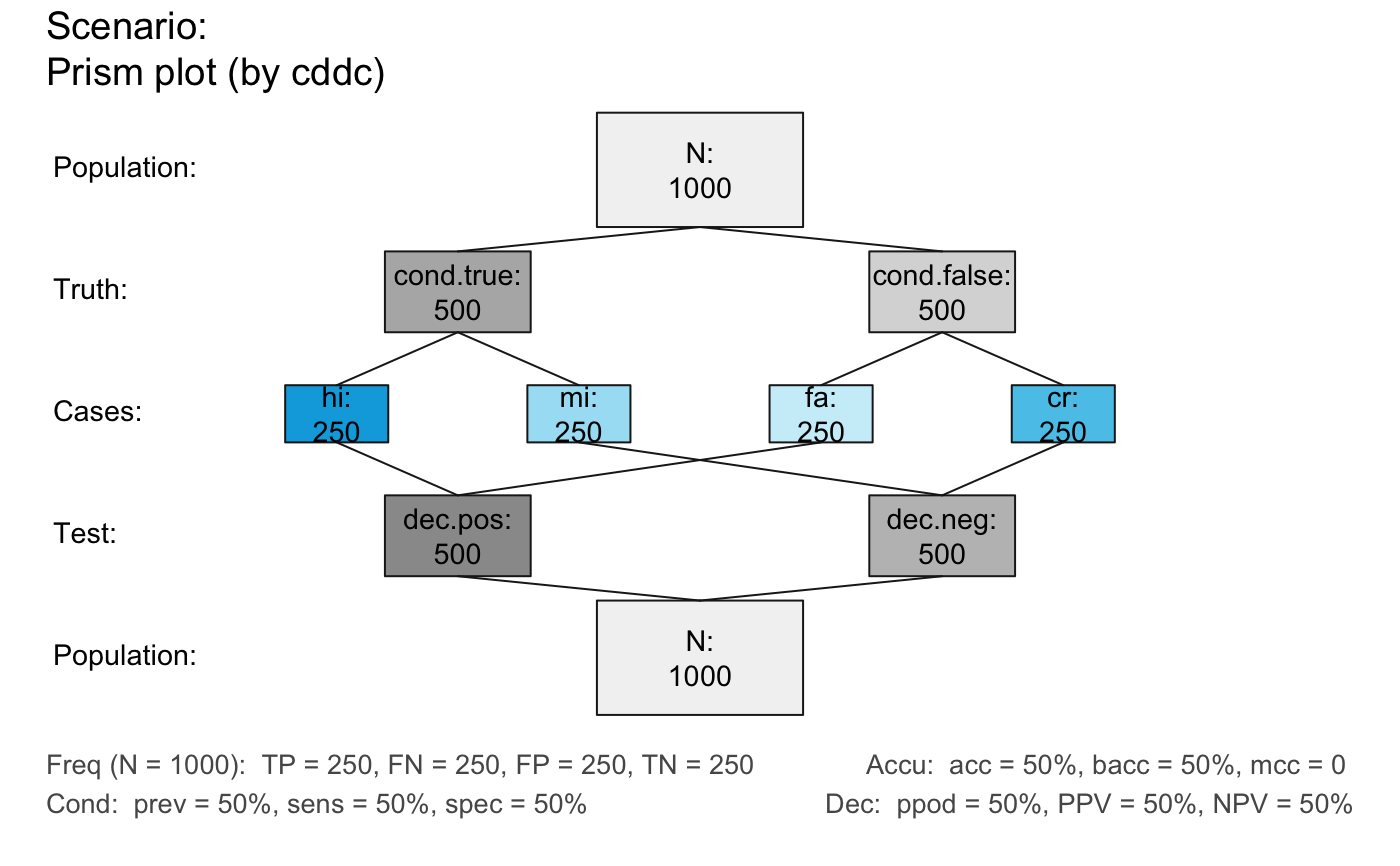 Scenario:
Prism plot (by cddc)
Population:
N:
1000
Truth:
cond.true:
500
cond.false:
500
Cases:
hi:
250
mi:
250
fa:
250
cr:
250
Test:
dec.pos:
500
dec.neg:
500
Population:
N:
1000
Freq (N = 1000):  TP = 250, FN = 250, FP = 250, TN = 250
Accu:  acc = 50%, bacc = 50%, mcc = 0
Cond:  prev = 50%, sens = 50%, spec = 50%
Dec:  ppod = 50%, PPV = 50%, NPV = 50%